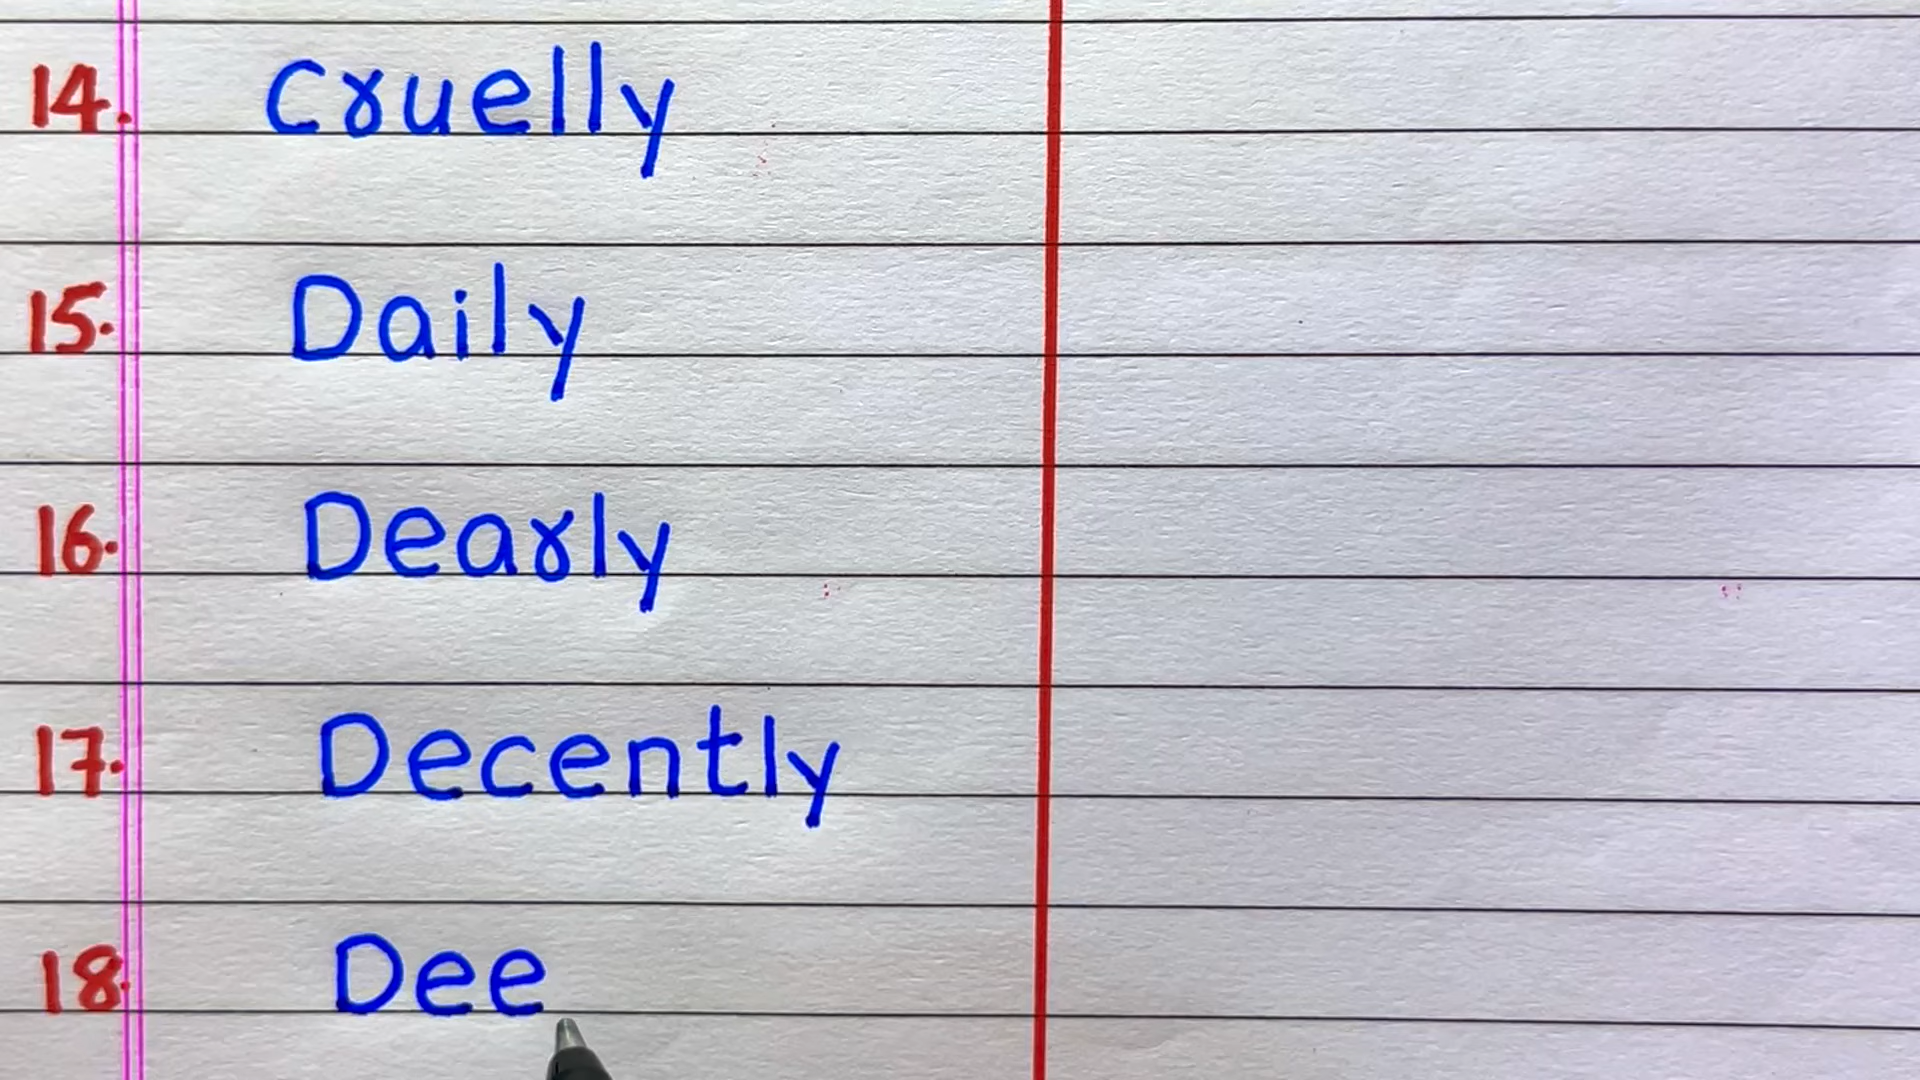 14. Cruelly
15. Daily
16. Dearly
17. Decently
18. Dee